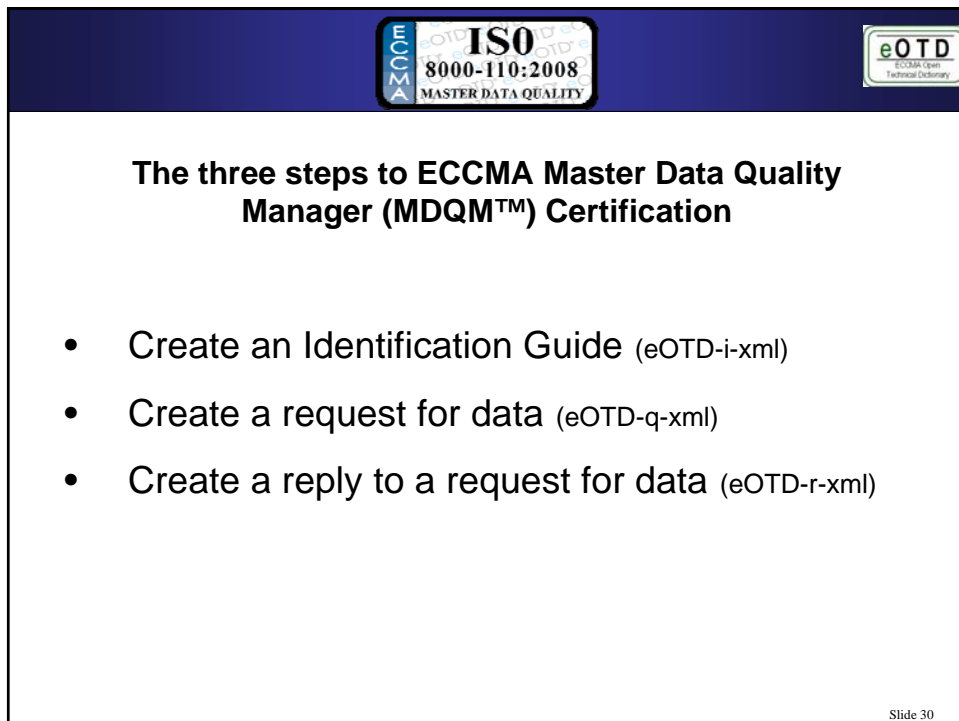 ECCMA
ISO
8000-110:2008
MASTER DATA QUALITY
eOTD
ECCMA Open
Technical Dictionary
The three steps to ECCMA Master Data Quality
Manager (MDQM™) Certification
• Create an Identification Guide (eOTD-i-xml)
• Create a request for data (eOTD-q-xml)
• Create a reply to a request for data (eOTD-r-xml)
Slide 30